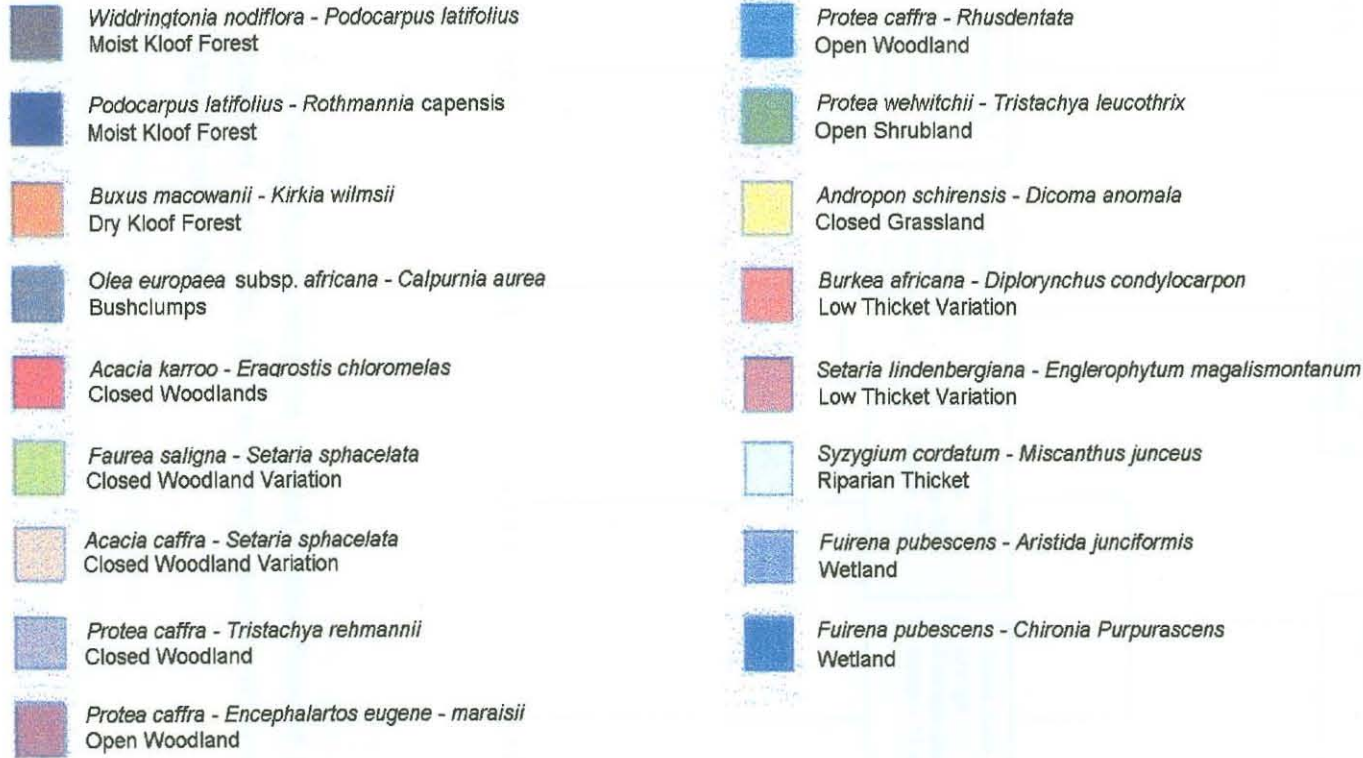 Widdringtonia nodiflora - Podocarpus latifolius
Moist Kloof Forest
Podocarpus latifolius - Rothmannia capensis
Moist Kloof Forest
Buxus macowanii - Kirkia wilmsii
Dry Kloof Forest
Olea europaea subsp. africana - Calpurnia aurea
Bushclumps
Acacia karroo - Eragrostis chloromelas
Closed Woodlands
Faurea saligna - Setaria sphacelata
Closed Woodland Variation
Acacia caffra - Setaria sphacelata
Closed Woodland Variation
Protea caffra - Tristachya rehmannii
Closed Woodland
Protea caffra - Encephalartos eugene - maraisii
Open Woodland
Protea caffra - Rhusdentata
Open Woodland
Protea welwitchii - Tristachya leucothrix
Open Shrubland
Andropon schirensis - Dicoma anomala
Closed Grassland
Burkea africana - Diplorynchus condylocarpon
Low Thicket Variation
Setaria lindenbergiana - Englerophytum magalismontanum
Low Thicket Variation
Syzygium cordatum - Miscanthus junceus
Riparian Thicket
Fuirena pubescens - Aristida junciformis
Wetland
Fuirena pubescens - Chironia Purpurascens
Wetland